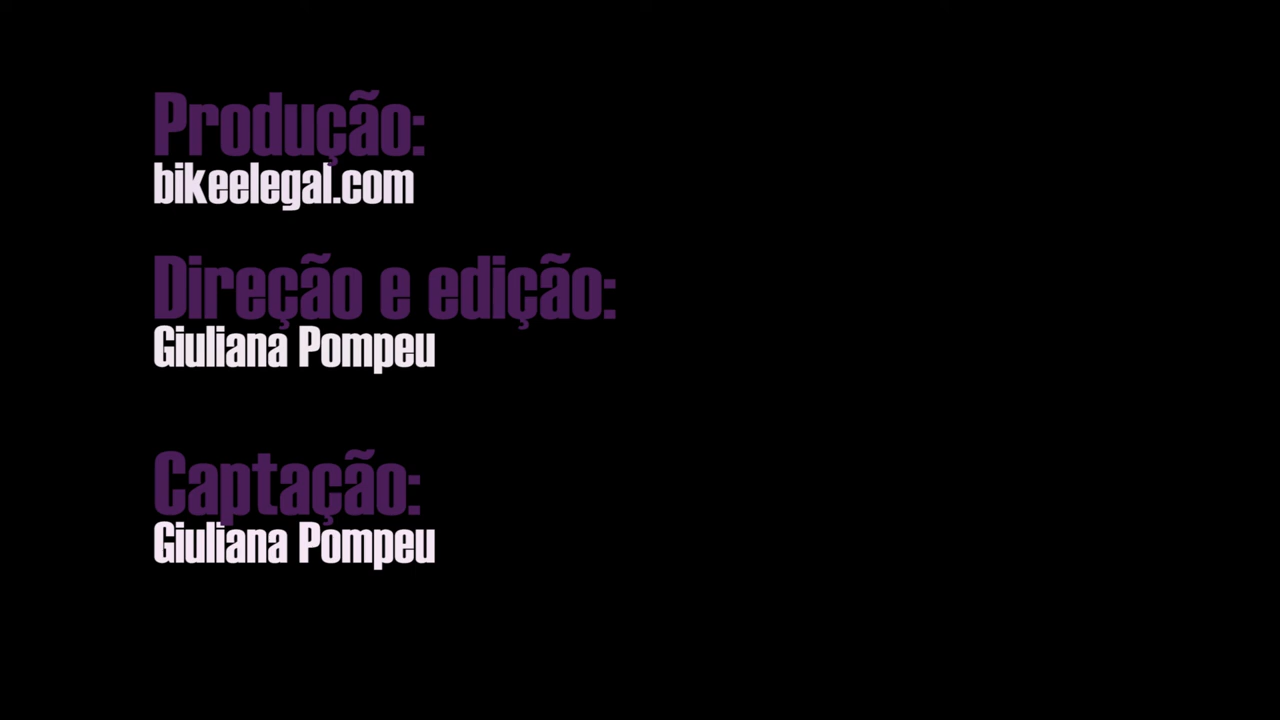 Produção:
bikeelegal.com
Direção e edição:
Giuliana Pompeu
Captação:
Giuliana Pompeu